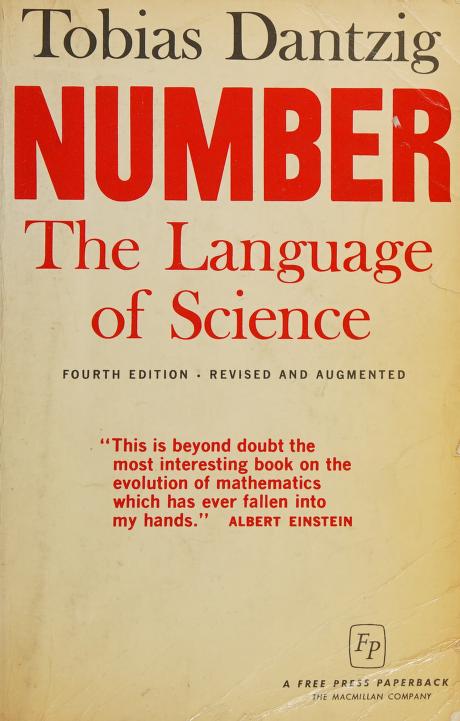 Tobias Dantzig
NUMBER
The Language
of Science
FOURTH EDITION · REVISED AND AUGMENTED
“This is beyond doubt the
most interesting book on the
evolution of mathematics
which has ever fallen into
my hands.” ALBERT EINSTEIN
FP
A FREE PRESS PAPERBACK
THE MACMILLAN COMPANY